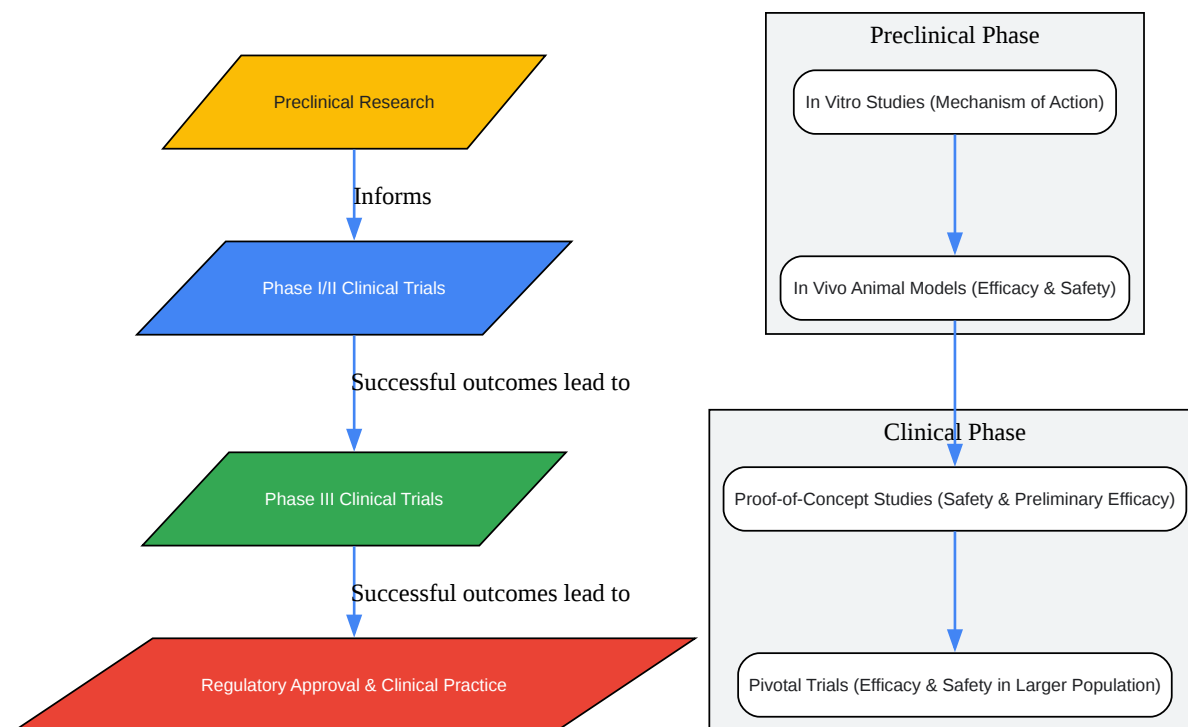 Preclinical Research
Informs
Phase I/II Clinical Trials
Successful outcomes lead to
Phase III Clinical Trials
Successful outcomes lead to
Regulatory Approval & Clinical Practice
Preclinical Phase
In Vitro Studies (Mechanism of Action)
In Vivo Animal Models (Efficacy & Safety)
Clinical Phase
Proof-of-Concept Studies (Safety & Preliminary Efficacy)
Pivotal Trials (Efficacy & Safety in Larger Population)